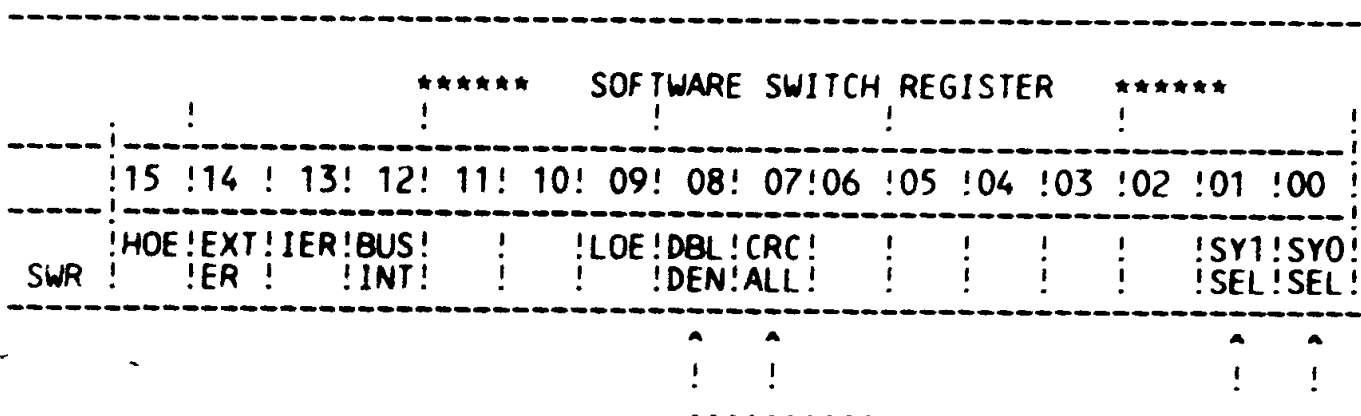 ------------------------------------------------------------
****** SOFTWARE SWITCH REGISTER ******
! ! ! ! ! !
------------------------------------------------------------
!15 !14 ! 13! 12! 11! 10! 09! 08! 07!06 !05 !04 !03 !02 !01 !00 !
------------------------------------------------------------
!HOE!EXT!IER!BUS! ! !LOE!DBL!CRC! ! ! ! ! !SY1!SY0!
SWR ! !ER ! !INT! ! ! !DEN!ALL! ! ! ! ! !SEL!SEL!
------------------------------------------------------------
^ ^ ^ ^
! ! ! !